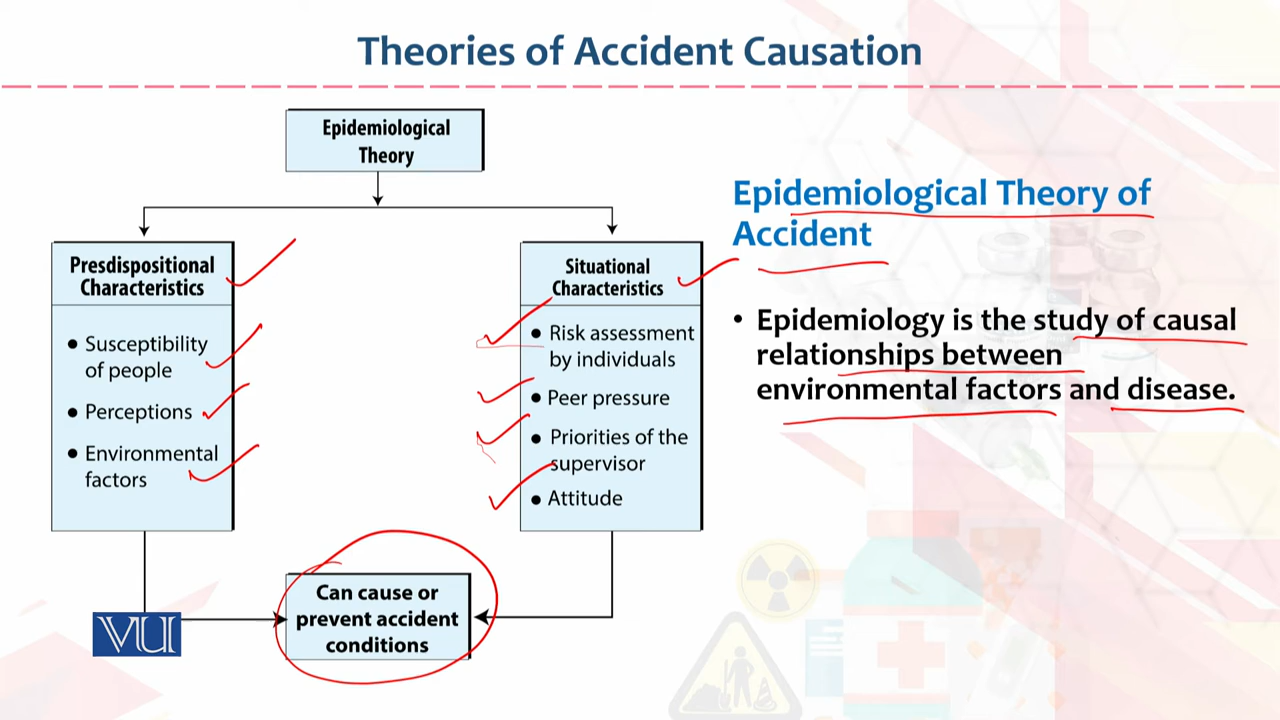 Theories of Accident Causation
Epidemiological
Theory
Presdispositional
Characteristics
• Susceptibility
of people
• Perceptions
• Environmental
factors
Situational
Characteristics
• Risk assessment
by individuals
• Peer pressure
• Priorities of the
supervisor
• Attitude
Can cause or
prevent accident
conditions
VU
Epidemiological Theory of
Accident
• Epidemiology is the study of causal
relationships between
environmental factors and disease.